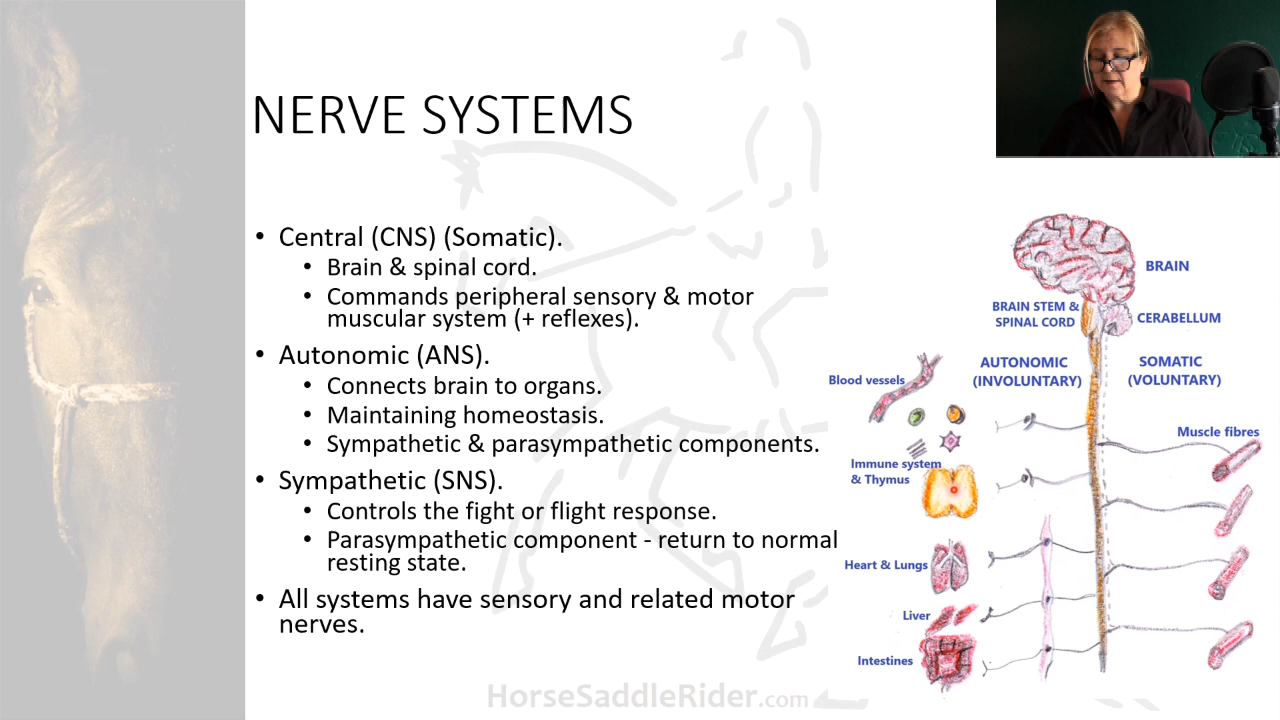 NERVE SYSTEMS
• Central (CNS) (Somatic).
• Brain & spinal cord.
• Commands peripheral sensory & motor
muscular system (+ reflexes).
• Autonomic (ANS).
• Connects brain to organs.
• Maintaining homeostasis.
• Sympathetic & parasympathetic components.
• Sympathetic (SNS).
• Controls the fight or flight response.
• Parasympathetic component - return to normal
resting state.
• All systems have sensory and related motor
nerves.
BRAIN
BRAIN STEM &
SPINAL CORD
CEREBELLUM
AUTONOMIC
(INVOLUNTARY)
SOMATIC
(VOLUNTARY)
Blood vessels
Muscle fibres
Immune system
& Thymus
Heart & Lungs
Liver
Intestines
HorseSaddleRider.com